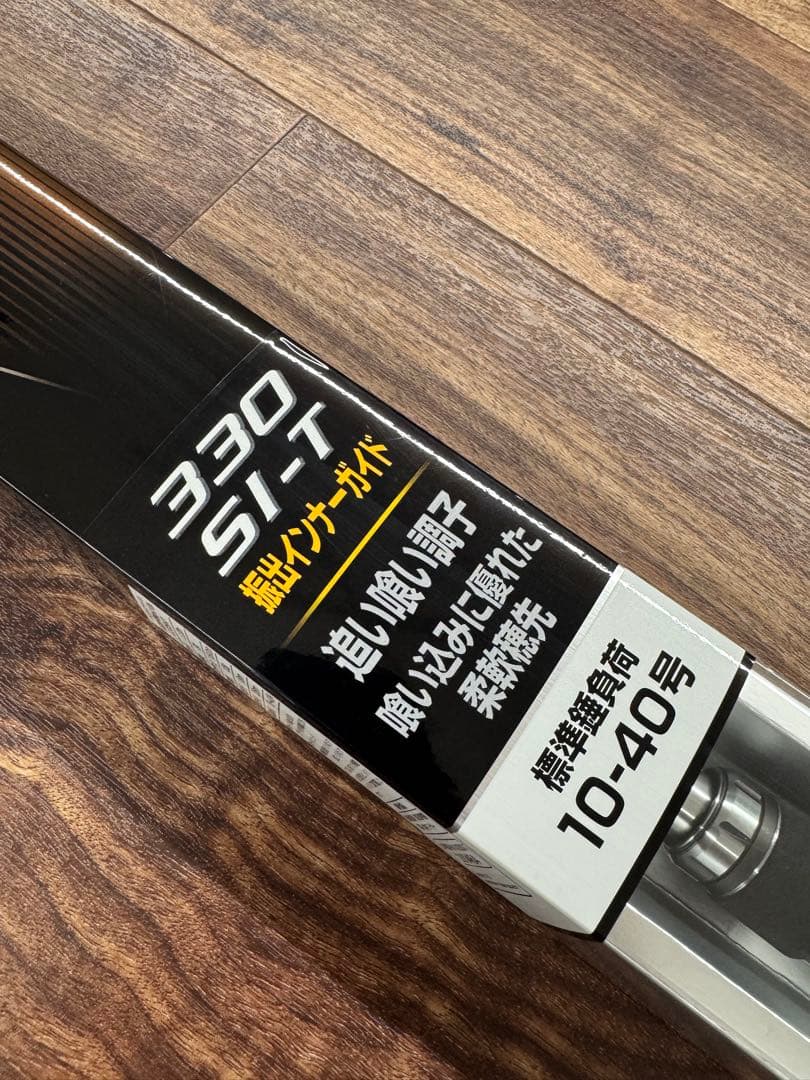 330
SI-T
振出インナーガイド
追い喰い調子
喰い込みに優れた
柔軟穂先
標準錘負荷
10-40号